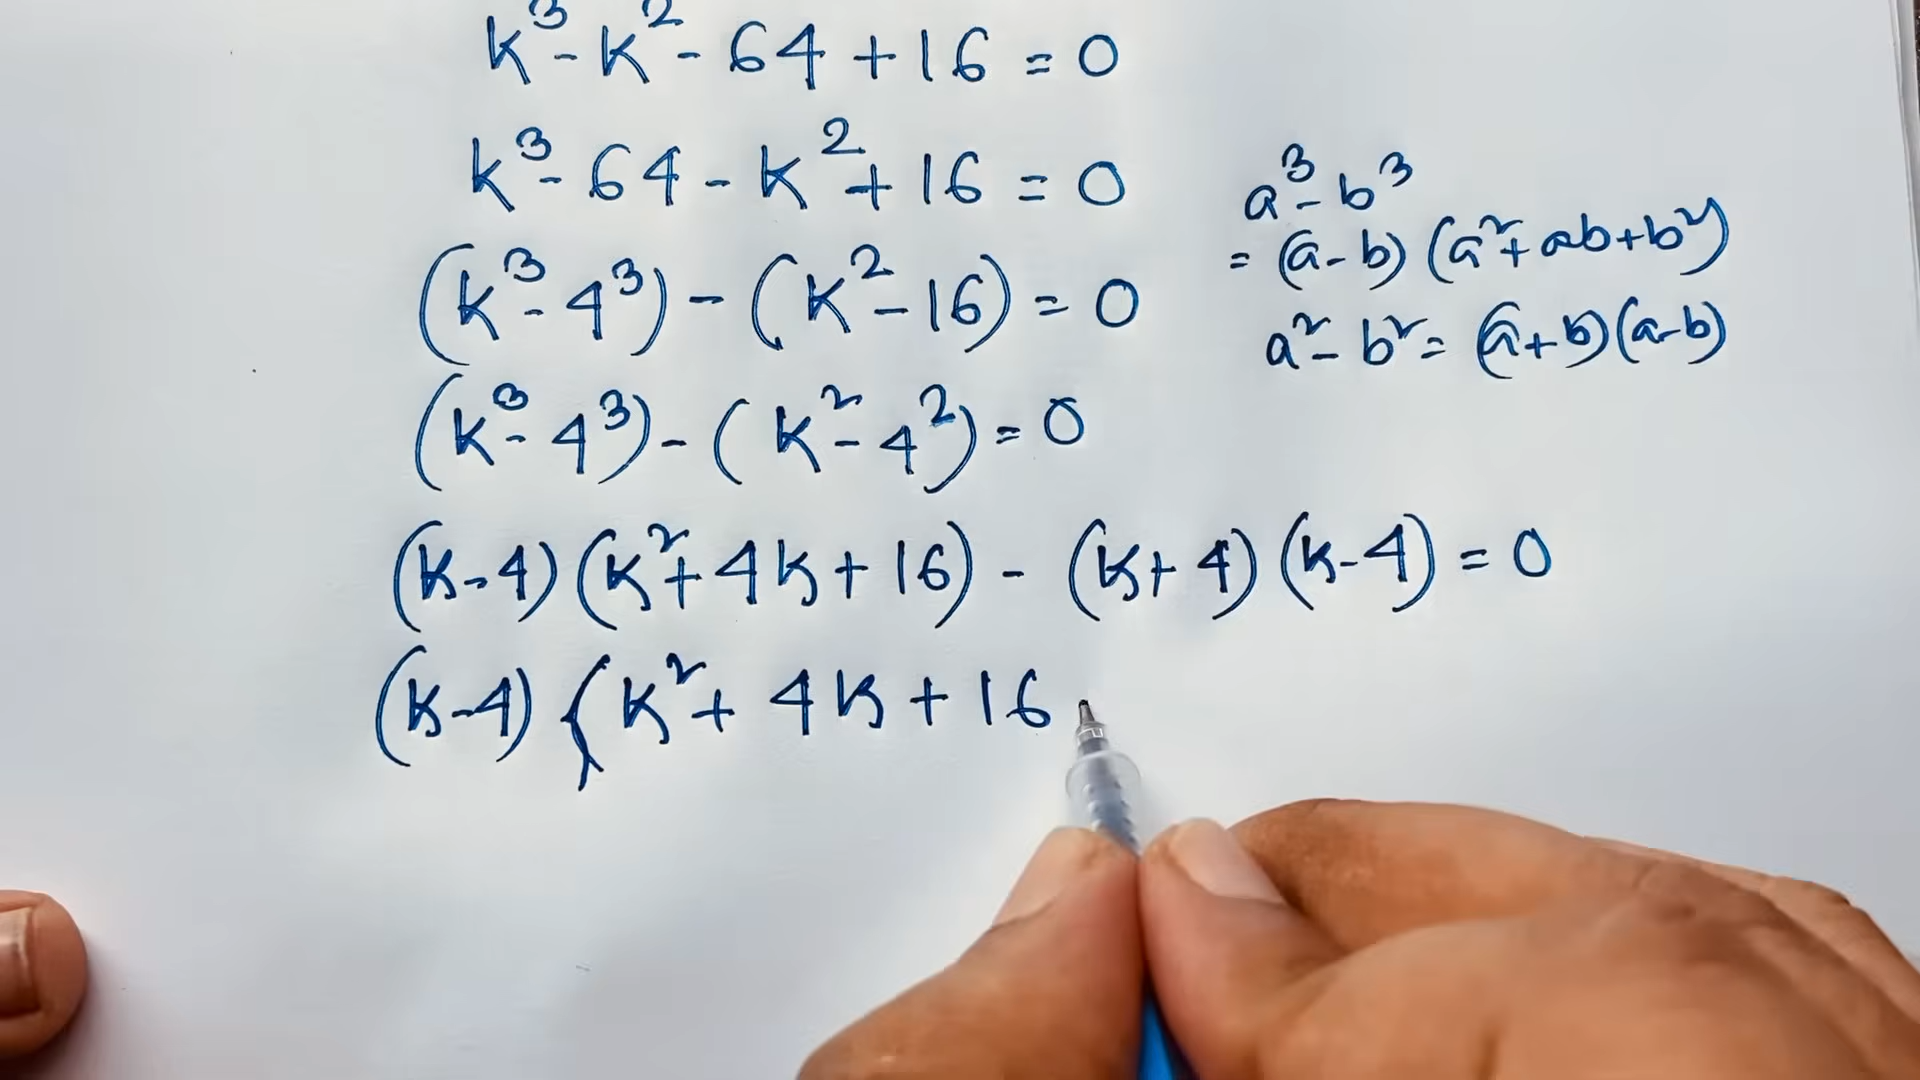 k³ - k² - 64 + 16 = 0
k³ - 64 - k² + 16 = 0
(k³ - 4³) - (k² - 16) = 0
(k³ - 4³) - (k² - 4²) = 0
(k-4)(k² + 4k + 16) - (k+4)(k-4) = 0
(k-4){k² + 4k + 16
a³ - b³
= (a-b)(a² + ab + b²)
a² - b² = (a+b)(a-b)